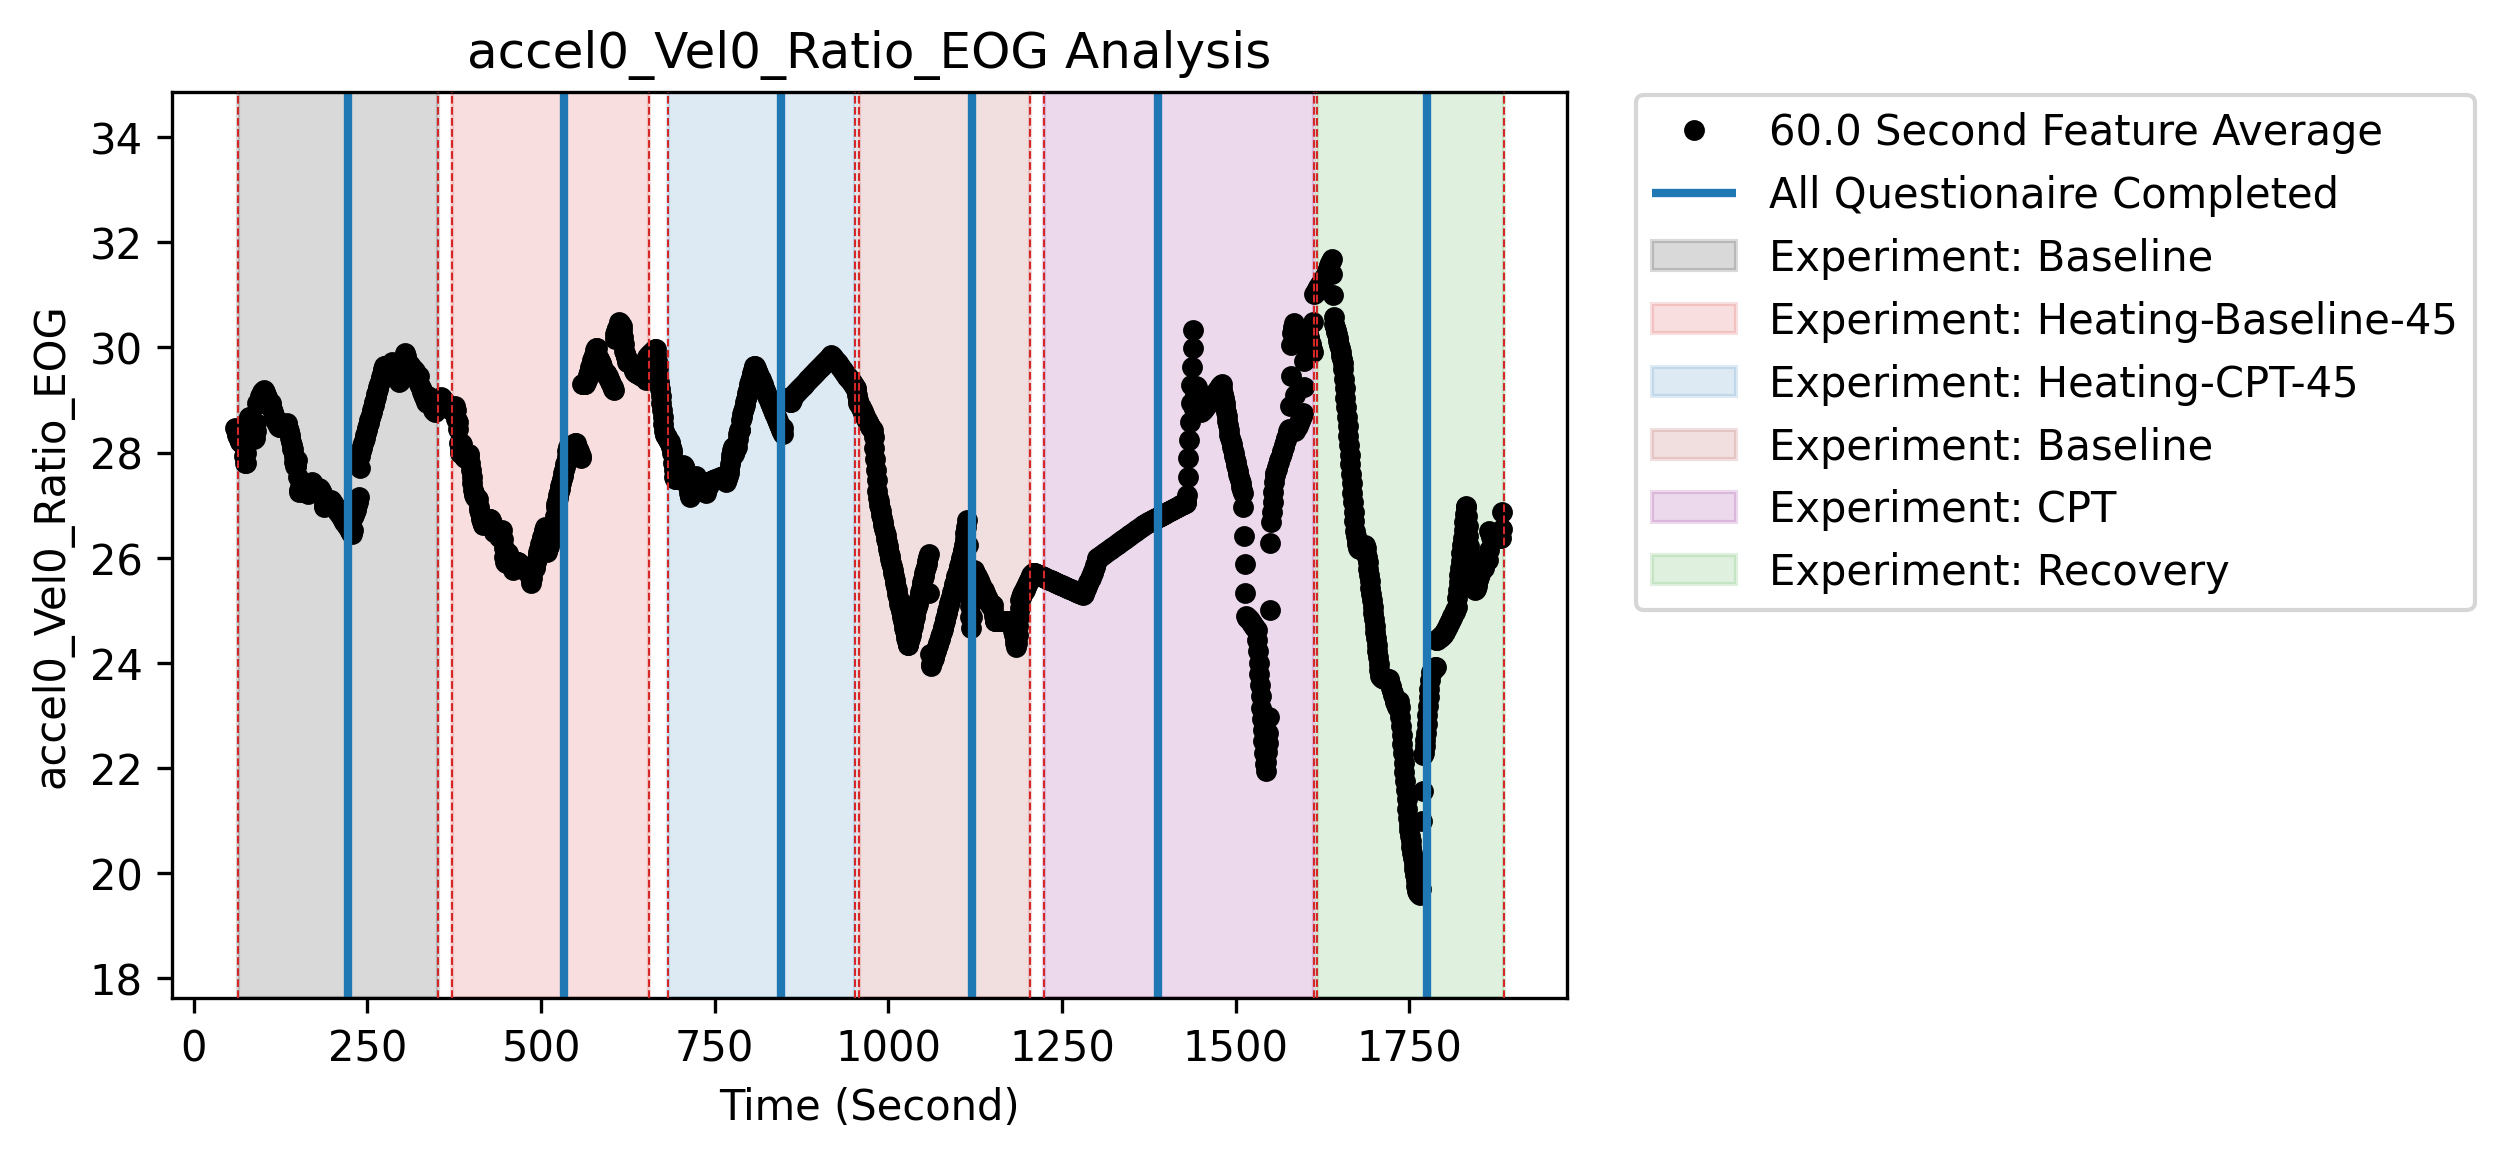 accel0_Vel0_Ratio_EOG Analysis
accel0_Vel0_Ratio_EOG
34
32
30
28
26
24
22
20
18
0 250 500 750 1000 1250 1500 1750
Time (Second)
60.0 Second Feature Average
All Questionaire Completed
Experiment: Baseline
Experiment: Heating-Baseline-45
Experiment: Heating-CPT-45
Experiment: Baseline
Experiment: CPT
Experiment: Recovery